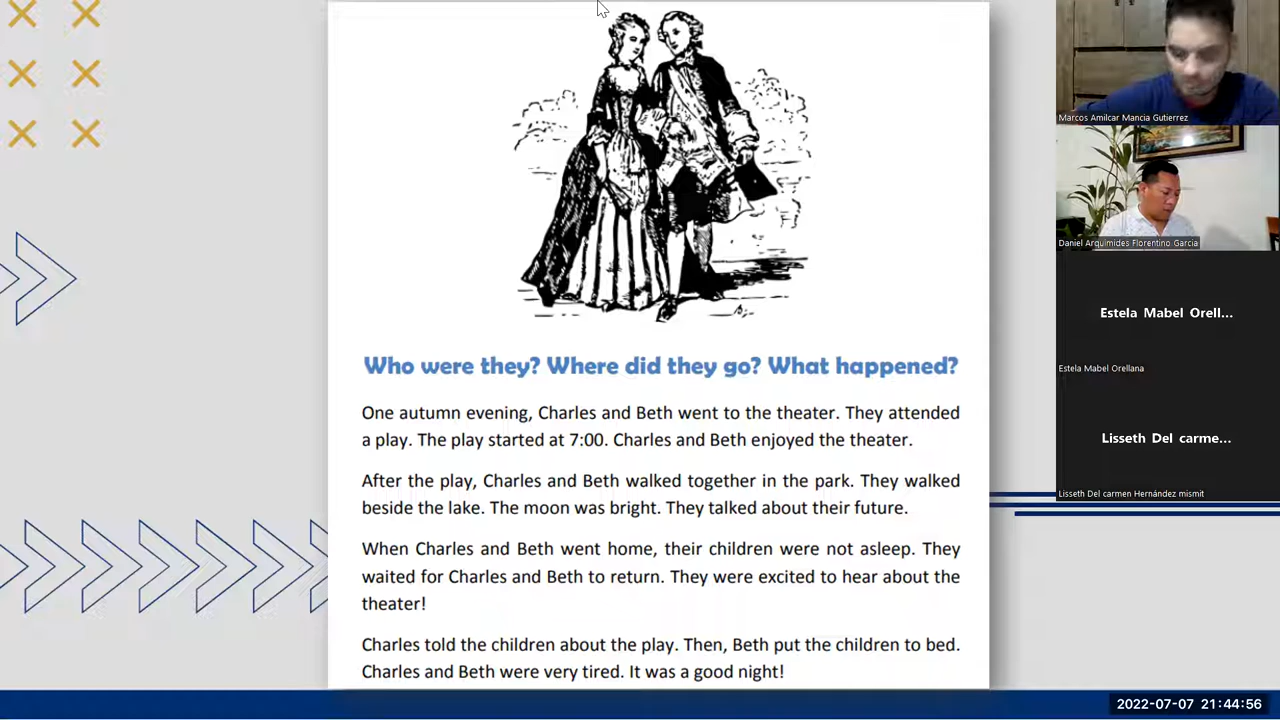 Who were they? Where did they go? What happened?
One autumn evening, Charles and Beth went to the theater. They attended
a play. The play started at 7:00. Charles and Beth enjoyed the theater.
After the play, Charles and Beth walked together in the park. They walked
beside the lake. The moon was bright. They talked about their future.
When Charles and Beth went home, their children were not asleep. They
waited for Charles and Beth to return. They were excited to hear about the
theater!
Charles told the children about the play. Then, Beth put the children to bed.
Charles and Beth were very tired. It was a good night!
Marcos Amilcar Mancia Gutierrez
Daniel Arquimides Florentino Garcia
Estela Mabel Orell...
Estela Mabel Orellana
Lisseth Del carme...
Lisseth Del carmen Hernández mismit
2022-07-07 21:44:56